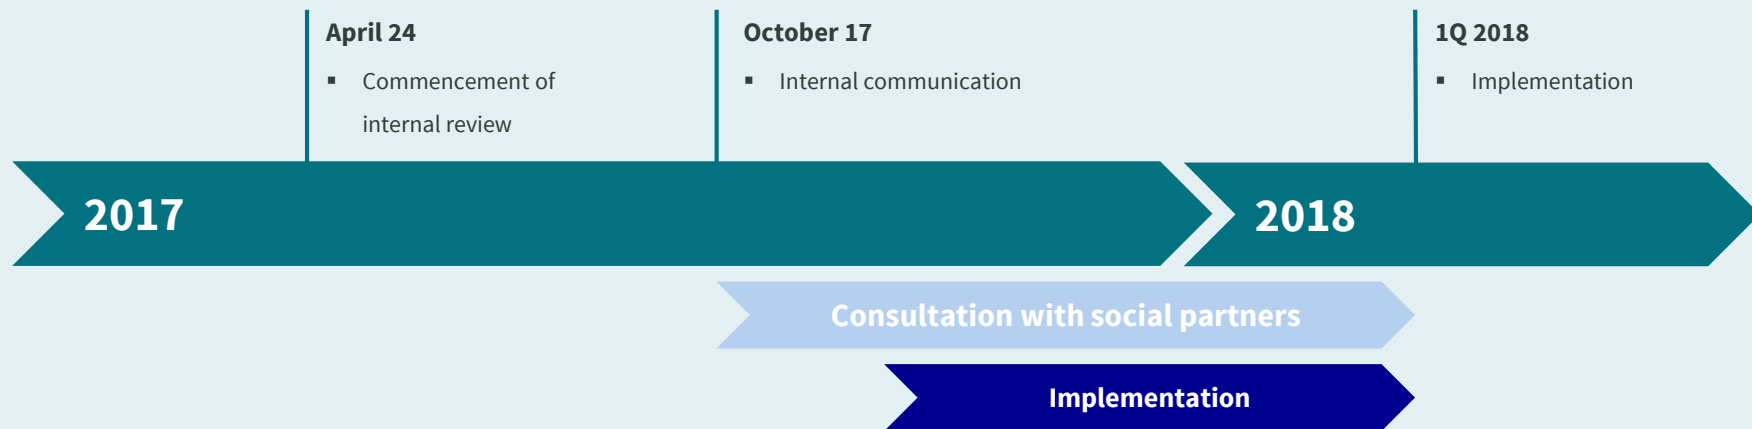 April 24
▪ Commencement of
internal review
October 17
▪ Internal communication
1Q 2018
▪ Implementation
2017
2018
Consultation with social partners
Implementation